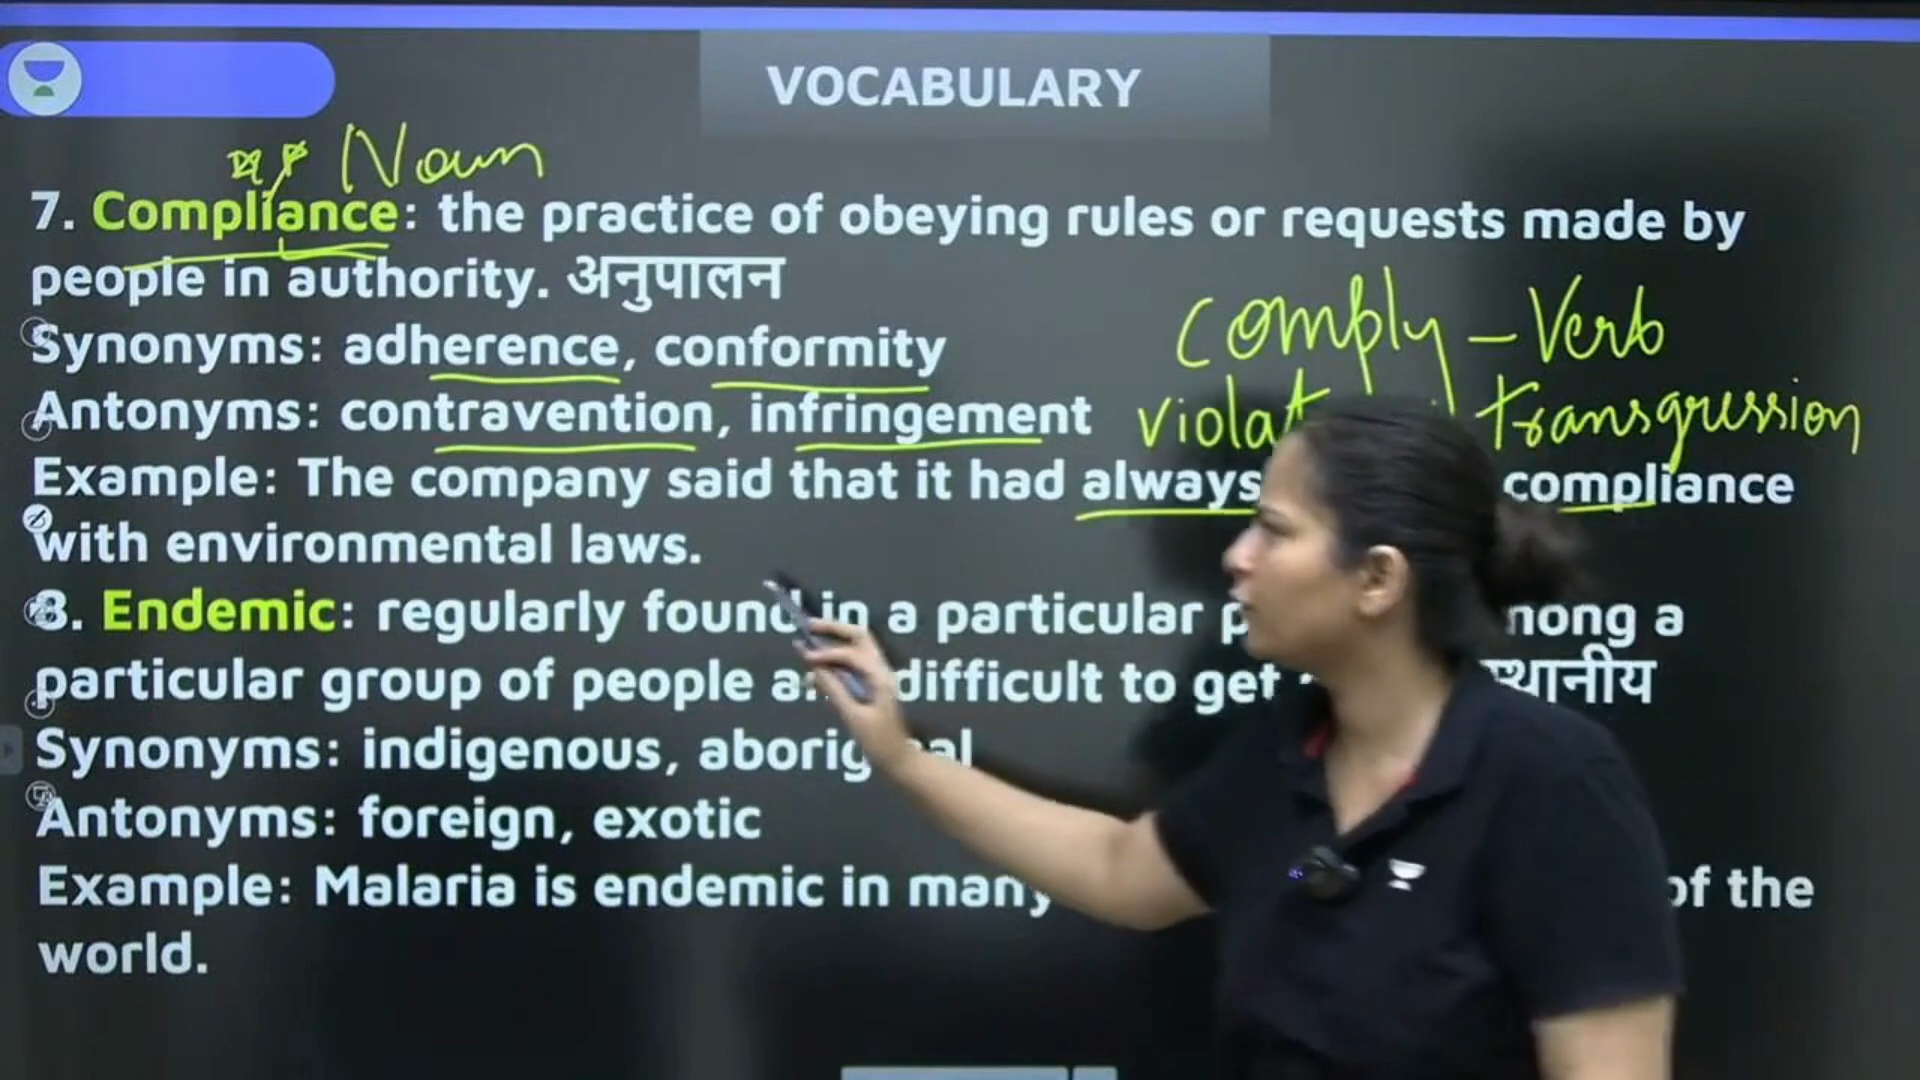 VOCABULARY
Noun
7. Compliance: the practice of obeying rules or requests made by
people in authority. अनुपालन
comply - Verb
Synonyms: adherence, conformity
Antonyms: contravention, infringement
transgression
Example: The company said that it had always compliance
with environmental laws.
8. Endemic: regularly found in a particular
particular group of people difficult to get स्थानीय
Synonyms: indigenous,
Antonyms: foreign, exotic
Example: Malaria is endemic in many of the
world.